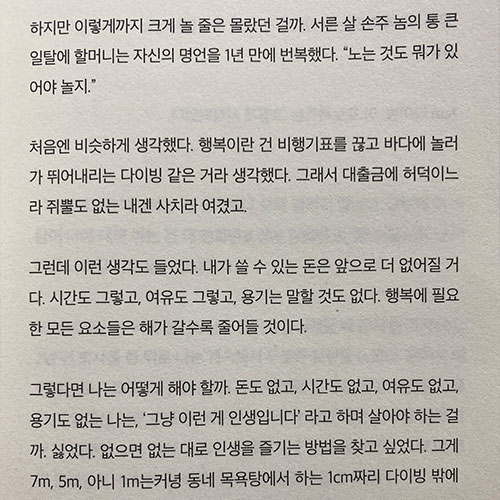 하지만 이렇게까지 크게 놀 줄은 몰랐던 걸까. 서른 살 손주 놈의 통 큰
일탈에 할머니는 자신의 명언을 1년 만에 번복했다. “노는 것도 뭐가 있
어야 놀지.”
처음엔 비슷하게 생각했다. 행복이란 건 비행기표를 끊고 바다에 놀러
가 뛰어내리는 다이빙 같은 거라 생각했다. 그래서 대출금에 허덕이느
라 쥐뿔도 없는 내겐 사치라 여겼고.
그런데 이런 생각도 들었다. 내가 쓸 수 있는 돈은 앞으로 더 없어질 거
다. 시간도 그렇고, 여유도 그렇고, 용기는 말할 것도 없다. 행복에 필요
한 모든 요소들은 해가 갈수록 줄어들 것이다.
그렇다면 나는 어떻게 해야 할까. 돈도 없고, 시간도 없고, 여유도 없고,
용기도 없는 나는, ‘그냥 이런 게 인생입니다’ 라고 하며 살아야 하는 걸
까. 싫었다. 없으면 없는 대로 인생을 즐기는 방법을 찾고 싶었다. 그게
7m, 5m, 아니 1m는커녕 동네 목욕탕에서 하는 1cm짜리 다이빙 밖에